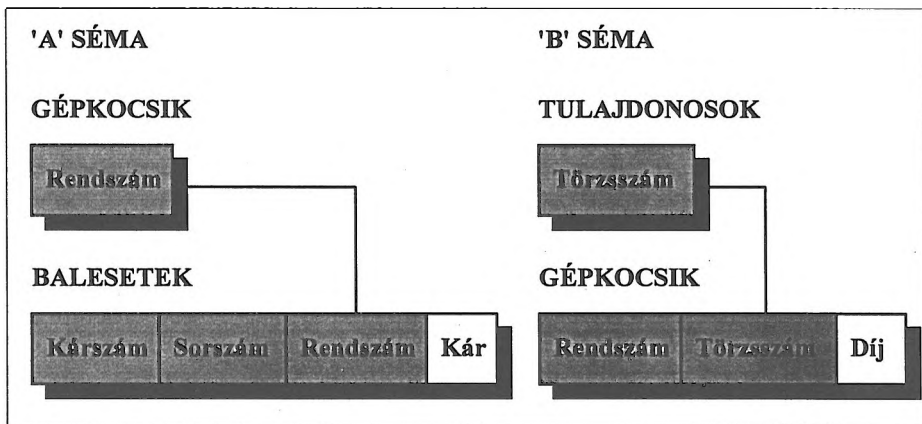 'A' SÉMA
GÉPKOCSIK
Rendszám
BALESETEK
Kárszám Sorszám Rendszám Kár
'B' SÉMA
TULAJDONOSOK
Törzsszám
GÉPKOCSIK
Rendszám Törzsszám Díj